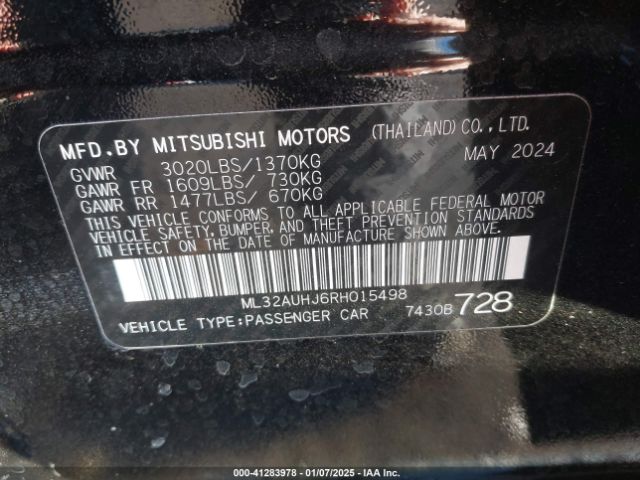 MFD.BY MITSUBISHI MOTORS (THAILAND)CO.,LTD.
GVWR 3020LBS/1370KG MAY 2024
GAWR FR 1609LBS/ 730KG
GAWR RR 1477LBS/ 670KG
THIS VEHICLE CONFORMS TO ALL APPLICABLE FEDERAL MOTOR
VEHICLE SAFETY, BUMPER, AND THEFT PREVENTION STANDARDS
IN EFFECT ON THE DATE OF MANUFACTURE SHOWN ABOVE.
ML32AUHJ6RH015498
VEHICLE TYPE:PASSENGER CAR 7430B 728
000-41283978 - 01/07/2025 - IAAI.COM